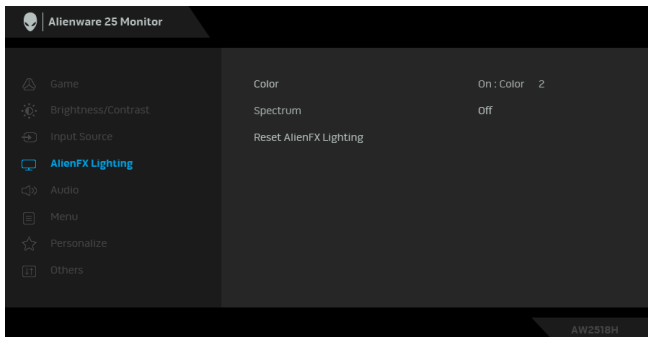 Alienware 25 Monitor
Game
Color On : Color 2
Brightness/Contrast
Spectrum Off
Input Source
Reset AlienFX Lighting
AlienFX Lighting
Audio
Menu
Personalize
Others
AW2518H